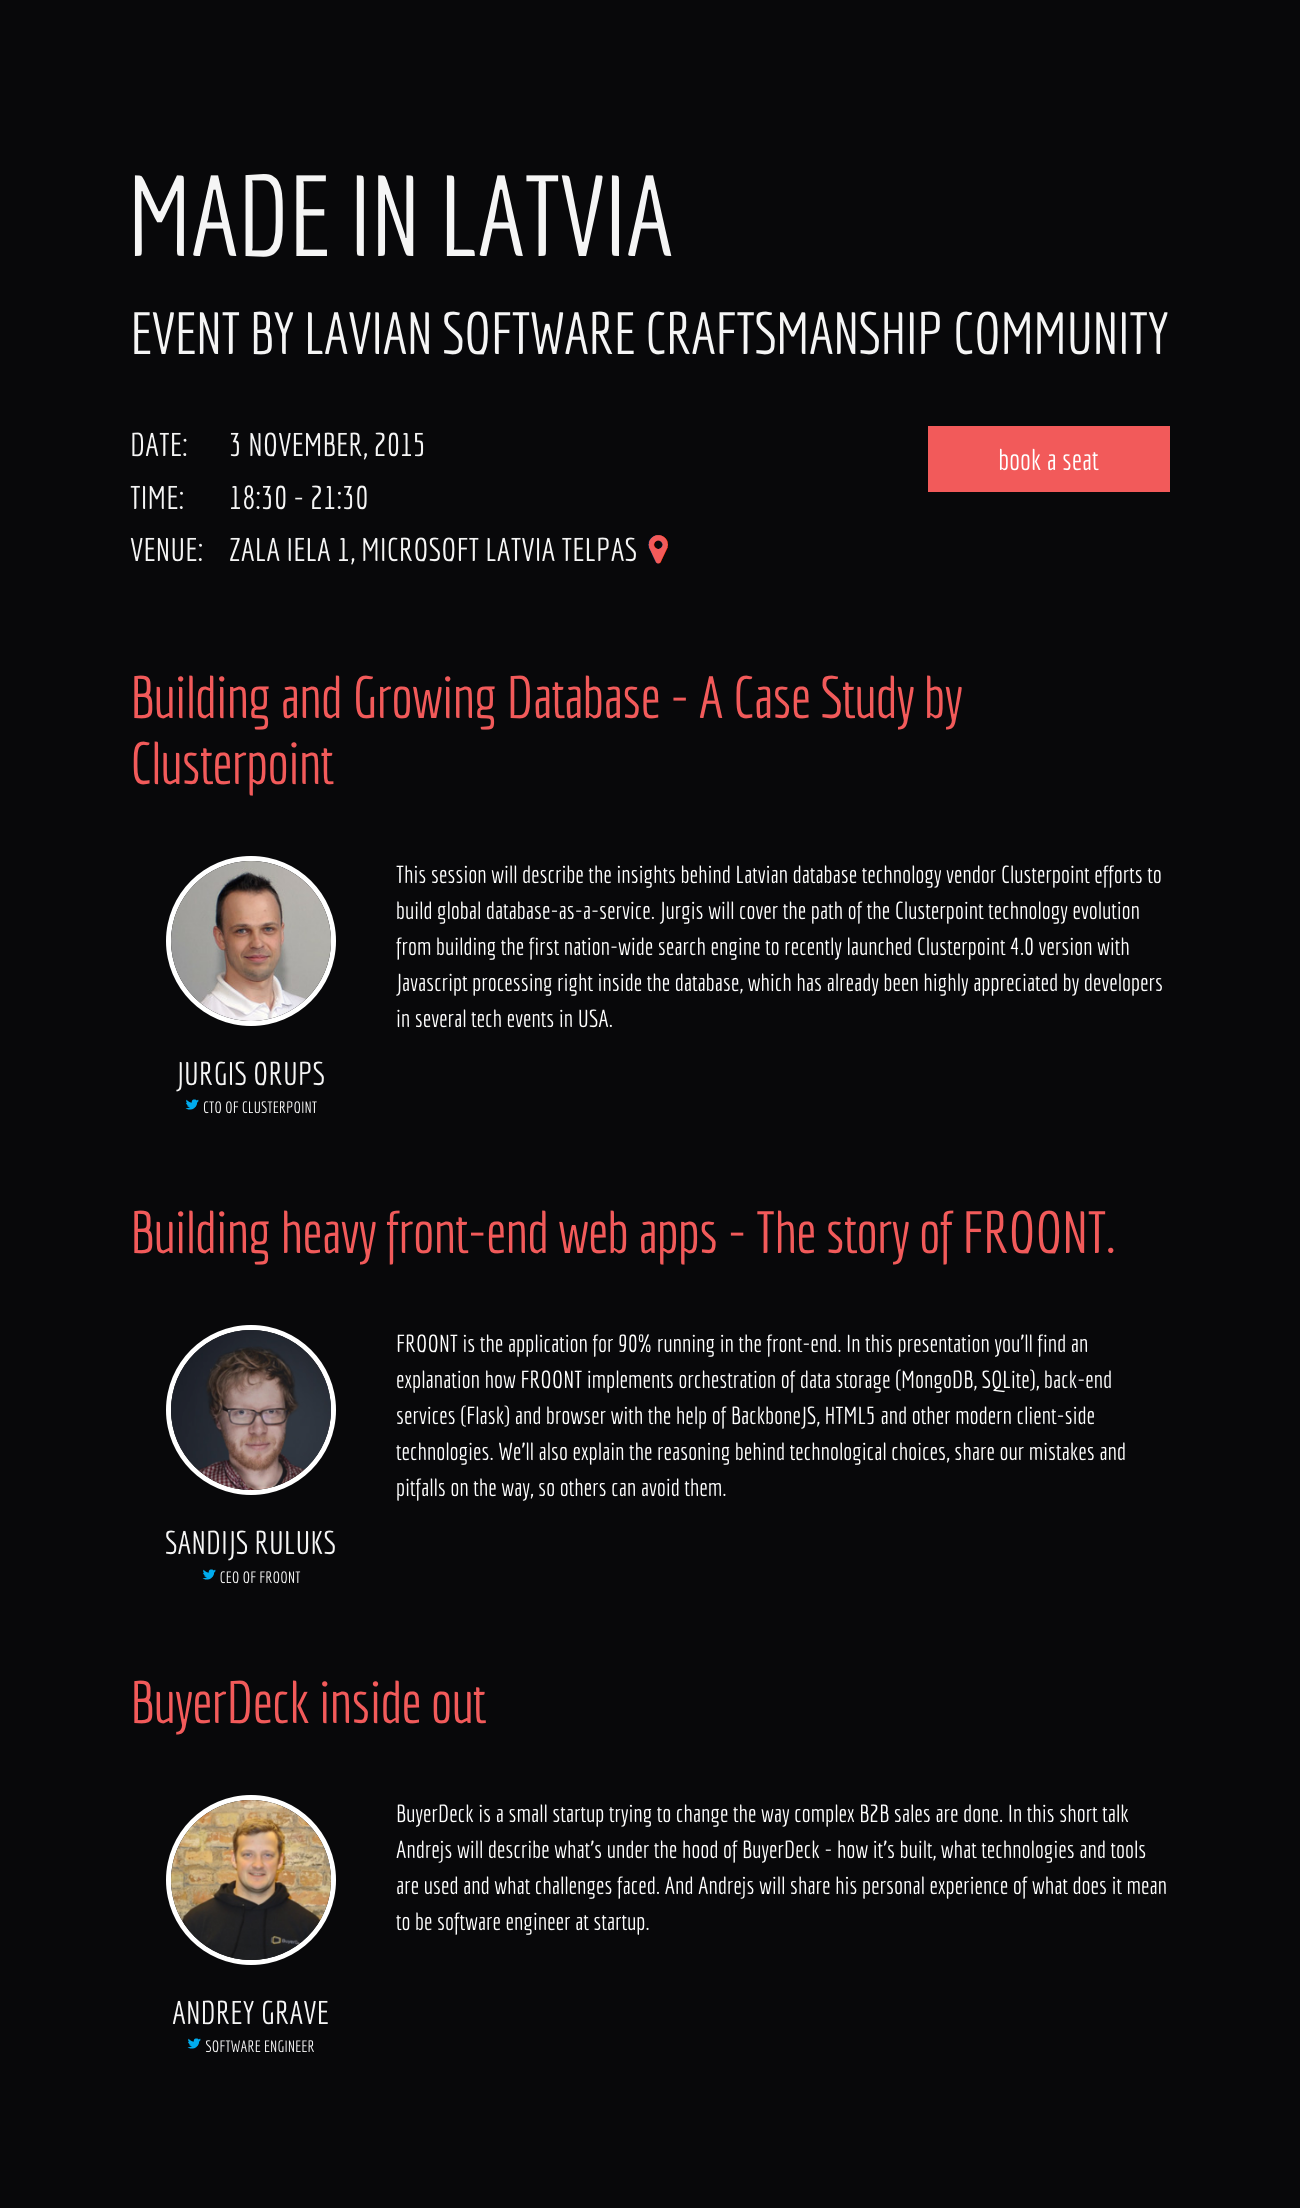 MADE IN LATVIA
EVENT BY LAVIAN SOFTWARE CRAFTSMANSHIP COMMUNITY
DATE: 3 NOVEMBER, 2015
book a seat
TIME: 18:30 - 21:30
VENUE: ZALA IELA 1, MICROSOFT LATVIA TELPAS
Building and Growing Database - A Case Study by
Clusterpoint
This session will describe the insights behind Latvian database technology vendor Clusterpoint efforts to
build global database-as-a-service. Jurgis will cover the path of the Clusterpoint technology evolution
from building the first nation-wide search engine to recently launched Clusterpoint 4.0 version with
Javascript processing right inside the database, which has already been highly appreciated by developers
in several tech events in USA.
JURGIS ORUPS
CTO OF CLUSTERPOINT
Building heavy front-end web apps - The story of FROONT.
FROONT is the application for 90% running in the front-end. In this presentation you'll find an
explanation how FROONT implements orchestration of data storage (MongoDB, SQLite), back-end
services (Flask) and browser with the help of BackboneJS, HTML5 and other modern client-side
technologies. We'll also explain the reasoning behind technological choices, share our mistakes and
pitfalls on the way, so others can avoid them.
SANDIJS RULUKS
CEO OF FROONT
BuyerDeck inside out
BuyerDeck is a small startup trying to change the way complex B2B sales are done. In this short talk
Andrejs will describe what's under the hood of BuyerDeck - how it's built, what technologies and tools
are used and what challenges faced. And Andrejs will share his personal experience of what does it mean
to be software engineer at startup.
ANDREY GRAVE
SOFTWARE ENGINEER